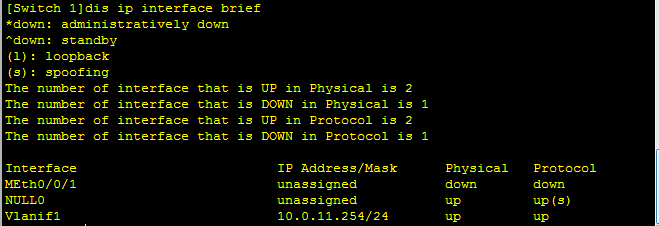 [Switch 1]dis ip interface brief
*down: administratively down
^down: standby
(l): loopback
(s): spoofing
The number of interface that is UP in Physical is 2
The number of interface that is DOWN in Physical is 1
The number of interface that is UP in Protocol is 2
The number of interface that is DOWN in Protocol is 1
Interface IP Address/Mask Physical Protocol
MEth0/0/1 unassigned down down
NULL0 unassigned up up(s)
Vlanif1 10.0.11.254/24 up up